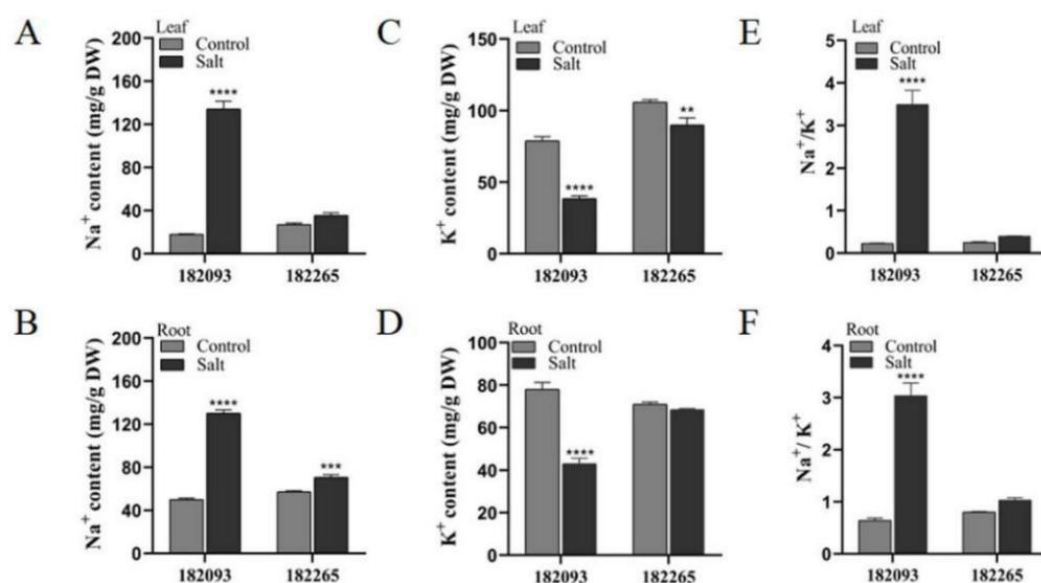 A
Na⁺ content (mg/g DW)
Leaf
Control
Salt
200
160
120
80
40
0
****
182093 182265
C
K⁺ content (mg/g DW)
Leaf
Control
Salt
150
100
50
0
****
**
182093 182265
E
Na⁺/K⁺
Leaf
Control
Salt
5
4
3
2
1
0
****
182093 182265
B
Na⁺ content (mg/g DW)
Root
Control
Salt
200
160
120
80
40
0
****
***
182093 182265
D
K⁺ content (mg/g DW)
Root
Control
Salt
100
80
60
40
20
0
****
182093 182265
F
Na⁺/ K⁺
Root
Control
Salt
4
3
2
1
0
****
182093 182265